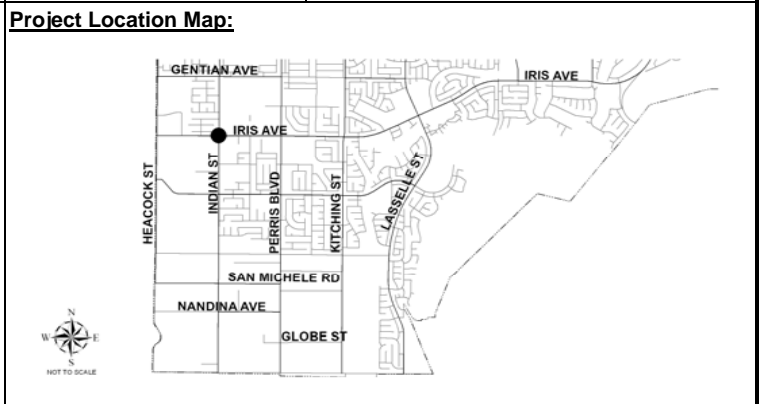 Project Location Map:
GENTIAN AVE
IRIS AVE
IRIS AVE
HEACOCK ST
INDIAN ST
PERRIS BLVD
KITCHING ST
LASSELLE ST
SAN MICHELE RD
NANDINA AVE
GLOBE ST
N
W E
S
NOT TO SCALE